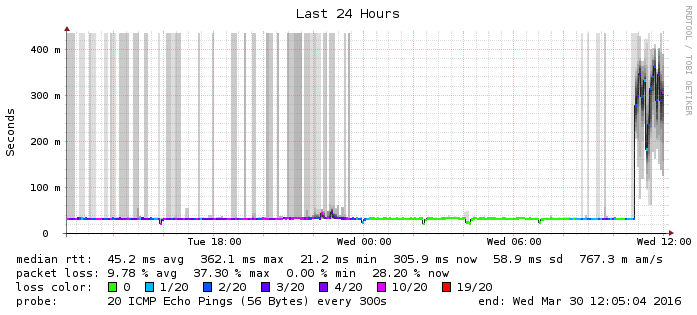 Last 24 Hours
RRDTOOL / TOBI OETIKER
Seconds
400 m
300 m
200 m
100 m
0
Tue 18:00 Wed 00:00 Wed 06:00 Wed 12:00
median rtt: 45.2 ms avg 362.1 ms max 21.2 ms min 305.9 ms now 58.9 ms sd 767.3 m am/s
packet loss: 9.78 % avg 37.30 % max 0.00 % min 28.20 % now
loss color: 0 1/20 2/20 3/20 4/20 10/20 19/20
probe: 20 ICMP Echo Pings (56 Bytes) every 300s end: Wed Mar 30 12:05:04 2016